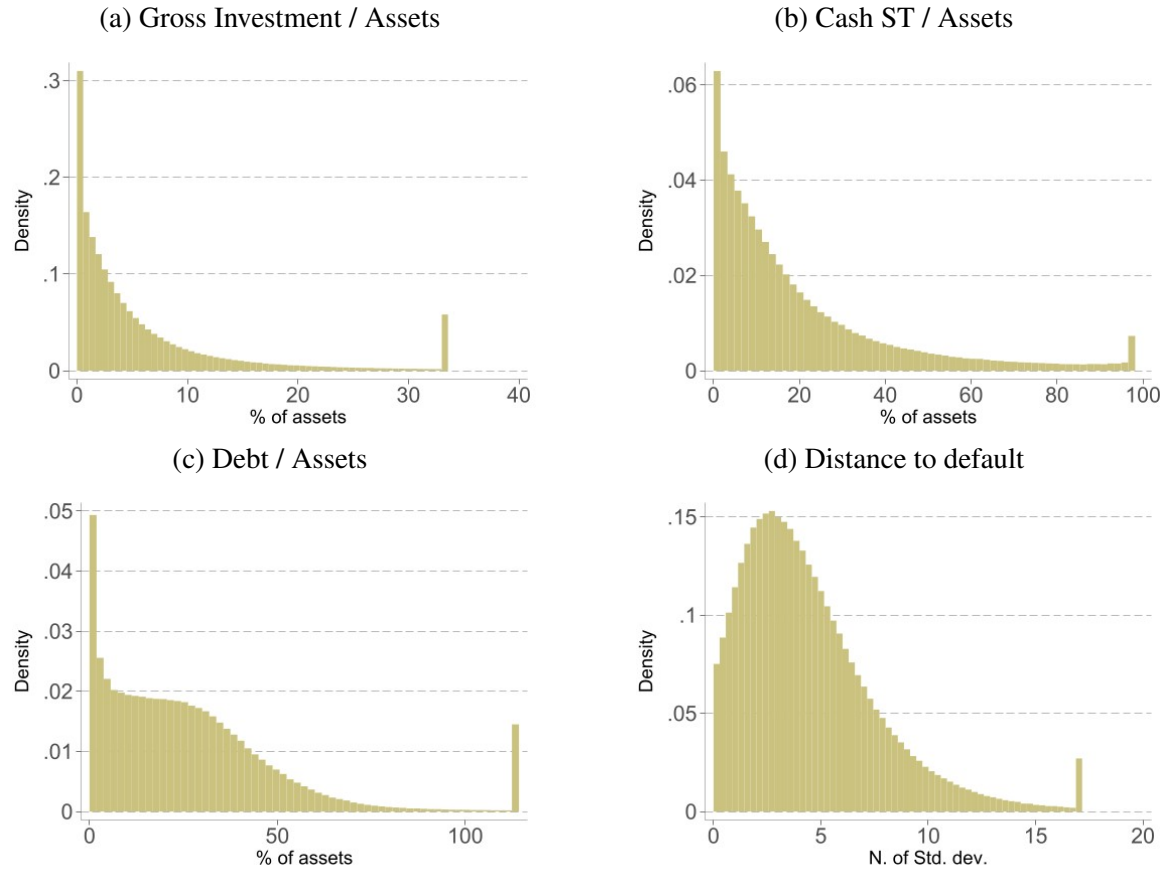 (a) Gross Investment / Assets
Density
.3
.2
.1
0
0 10 20 30 40
% of assets
(b) Cash ST / Assets
Density
.06
.04
.02
0
0 20 40 60 80 100
% of assets
(c) Debt / Assets
Density
.05
.04
.03
.02
.01
0
0 50 100
% of assets
(d) Distance to default
Density
.15
.1
.05
0
0 5 10 15 20
N. of Std. dev.